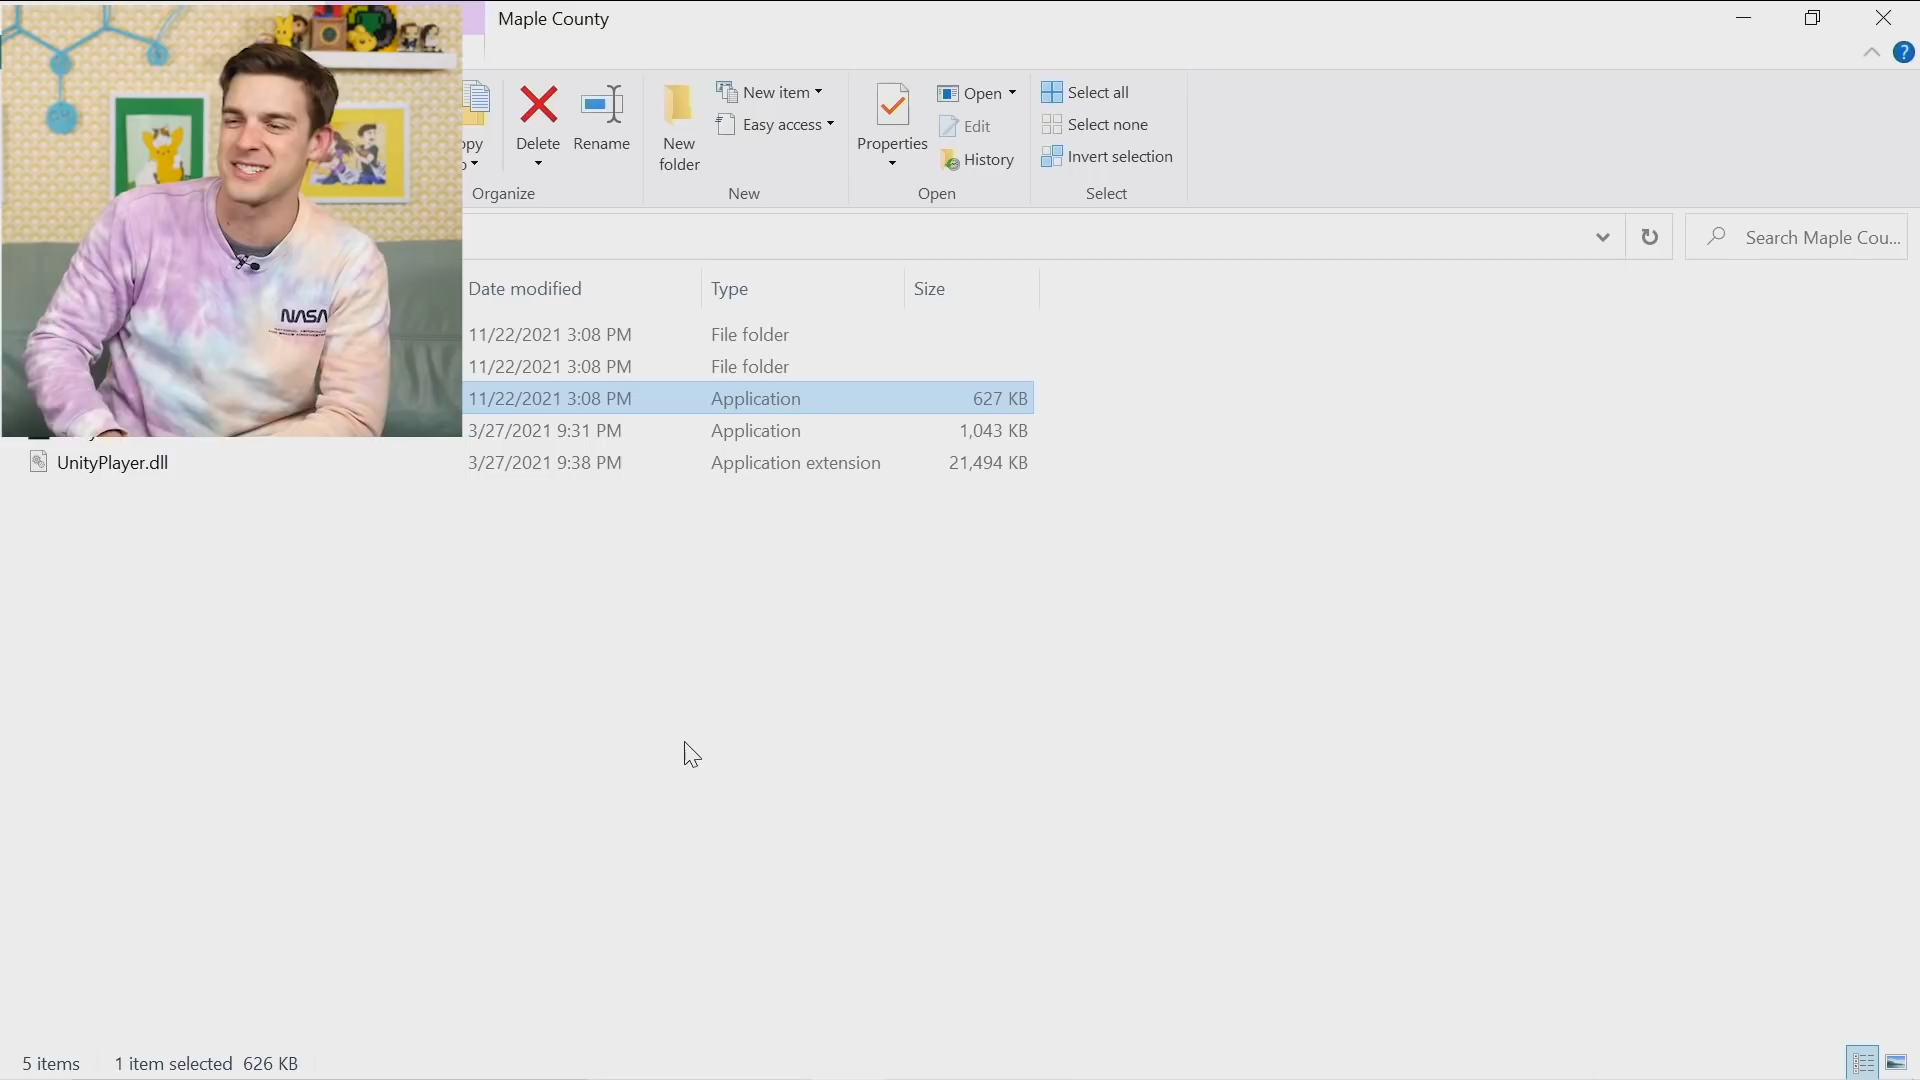 Maple County
opy
Delete
Rename
New
folder
New item
Easy access
Properties
Open
Edit
History
Select all
Select none
Invert selection
Organize
New
Open
Select
Search Maple Cou...
NASA
Date modified
Type
Size
11/22/2021 3:08 PM
File folder
11/22/2021 3:08 PM
File folder
11/22/2021 3:08 PM
Application
627 KB
3/27/2021 9:31 PM
Application
1,043 KB
UnityPlayer.dll
3/27/2021 9:38 PM
Application extension
21,494 KB
5 items
1 item selected 626 KB